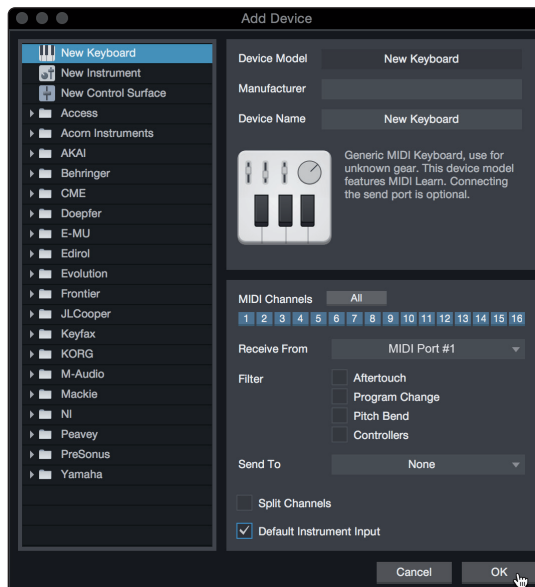 Add Device
New Keyboard
New Instrument
New Control Surface
Access
Acorn Instruments
AKAI
Behringer
CME
Doepfer
E-MU
Edirol
Evolution
Frontier
JLCooper
Keyfax
KORG
M-Audio
Mackie
NI
Peavey
PreSonus
Yamaha
Device Model New Keyboard
Manufacturer
Device Name New Keyboard
Generic MIDI Keyboard, use for
unknown gear. This device model
features MIDI Learn. Connecting
the send port is optional.
MIDI Channels All
1 2 3 4 5 6 7 8 9 10 11 12 13 14 15 16
Receive From MIDI Port #1
Filter Aftertouch
Program Change
Pitch Bend
Controllers
Send To None
Split Channels
Default Instrument Input
Cancel OK